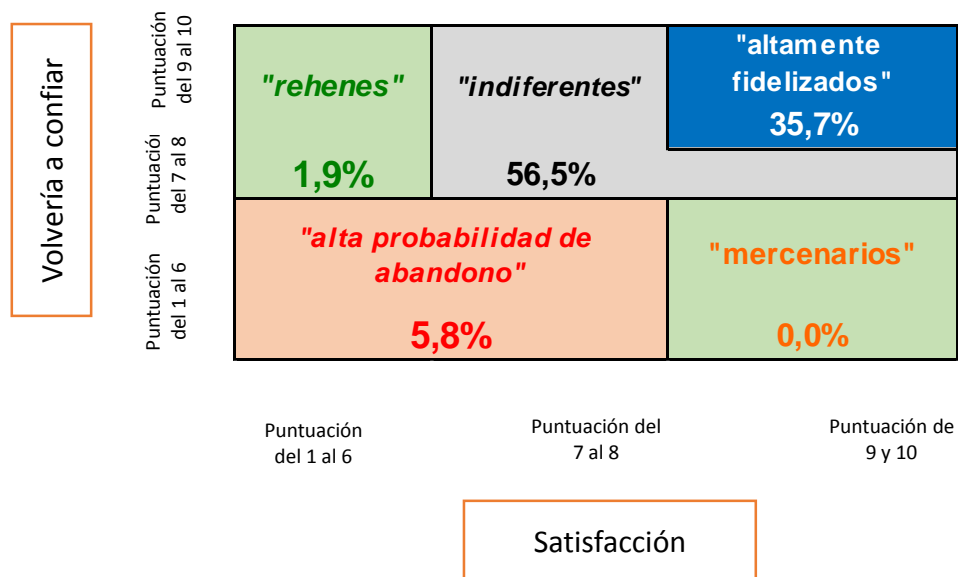 Volvería a confiar
Puntuación
del 9 al 10
Puntuación
del 7 al 8
Puntuación
del 1 al 6
"rehenes"
1,9%
"indiferentes"
56,5%
"altamente
fidelizados"
35,7%
"alta probabilidad de
abandono"
5,8%
"mercenarios"
0,0%
Puntuación
del 1 al 6
Puntuación del
7 al 8
Puntuación de
9 y 10
Satisfacción